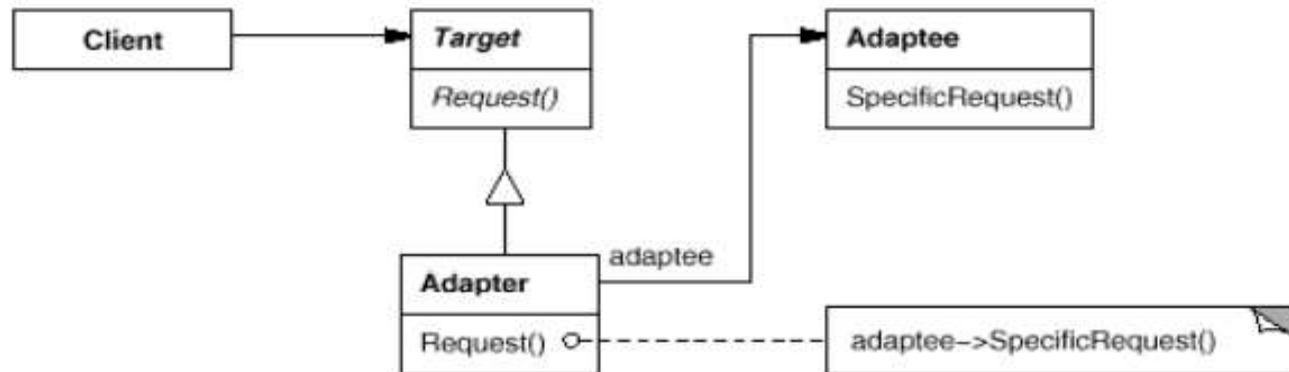 Client
Target
Request()
Adaptee
SpecificRequest()
adaptee
Adapter
Request()
adaptee->SpecificRequest()